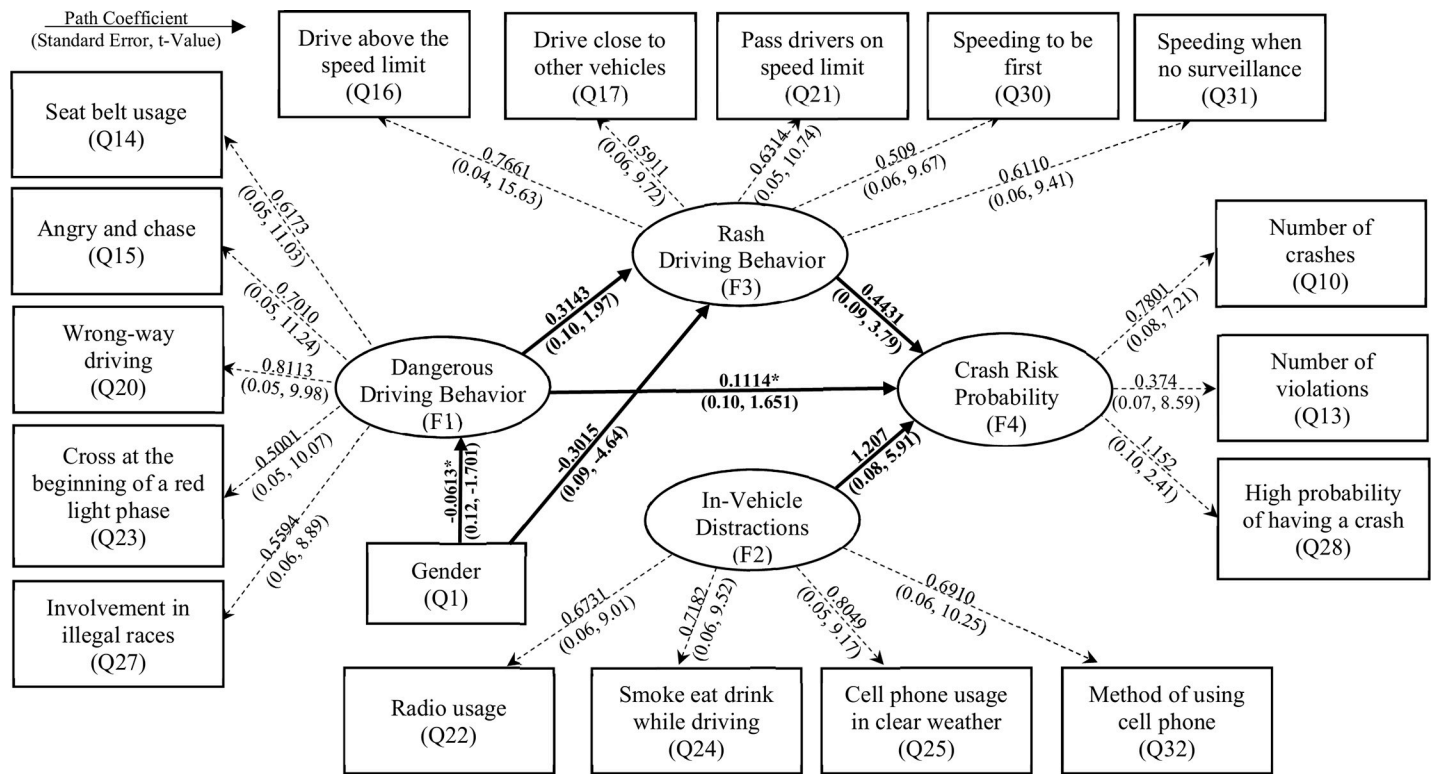 Path Coefficient
(Standard Error, t-Value)
Drive above the
speed limit
(Q16)
Drive close to
other vehicles
(Q17)
Pass drivers on
speed limit
(Q21)
Speeding to be
first
(Q30)
Speeding when
no surveillance
(Q31)
Seat belt usage
(Q14)
Angry and chase
(Q15)
Wrong-way
driving
(Q20)
Cross at the
beginning of a red
light phase
(Q23)
Involvement in
illegal races
(Q27)
0.7661
(0.04, 15.63)
0.5911
(0.06, 9.72)
0.6314
(0.05, 10.74)
0.509
(0.06, 9.67)
0.6110
(0.06, 9.41)
0.6173
(0.05, 11.03)
0.7010
(0.05, 11.24)
0.8113
(0.05, 9.98)
0.5001
(0.05, 10.07)
0.5594
(0.06, 8.89)
Rash
Driving Behavior
(F3)
Dangerous
Driving Behavior
(F1)
Crash Risk
Probability
(F4)
In-Vehicle
Distractions
(F2)
Gender
(Q1)
0.3143
(0.10, 1.97)
0.4431
(0.09, 3.79)
0.1114*
(0.10, 1.651)
-0.3015
(0.09, -4.64)
-0.0613*
(0.12, -1.701)
1.207
(0.08, 5.91)
0.7801
(0.08, 7.21)
0.374
(0.07, 8.59)
1.152
(0.10, 2.41)
Number of
crashes
(Q10)
Number of
violations
(Q13)
High probability
of having a crash
(Q28)
0.6731
(0.06, 9.01)
0.7182
(0.06, 9.52)
0.8049
(0.05, 9.17)
0.6910
(0.06, 10.25)
Radio usage
(Q22)
Smoke eat drink
while driving
(Q24)
Cell phone usage
in clear weather
(Q25)
Method of using
cell phone
(Q32)